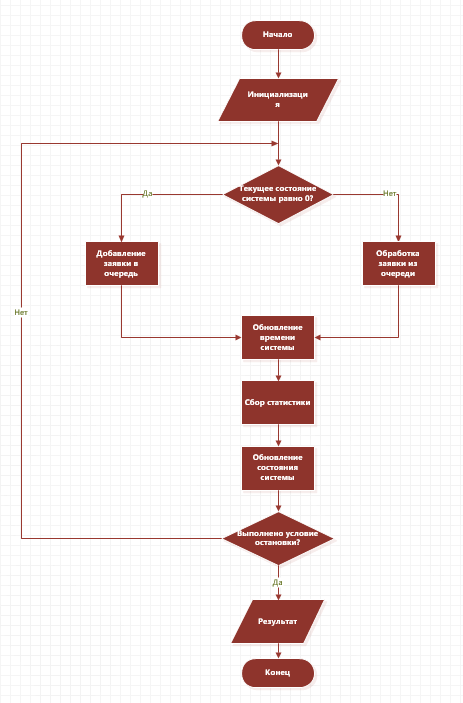 Начало
Инициализаци
я
Текущее состояние
системы равно 0?
Да
Нет
Добавление
заявки в
очередь
Обработка
заявки из
очереди
Нет
Обновление
времени
системы
Сбор статистики
Обновление
состояния
системы
Выполнено условие
остановки?
Да
Результат
Конец